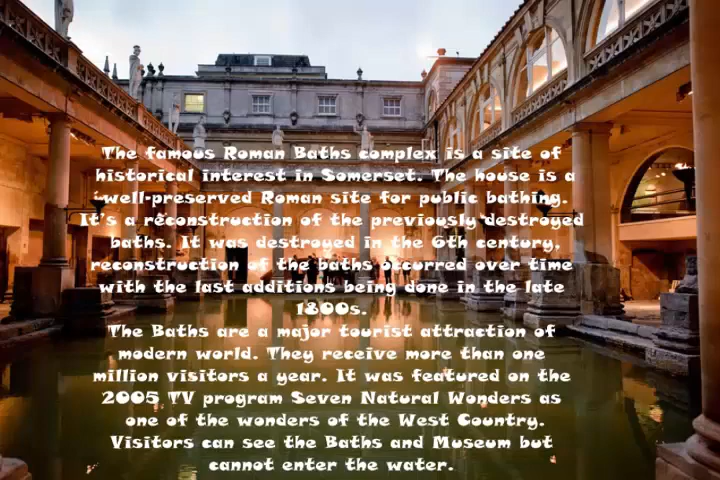 The famous Roman Baths complex is a site of
historical interest in Somerset. The house is a
well-preserved Roman site for public bathing.
It's a reconstruction of the previously destroyed
baths. It was destroyed in the 6th century,
reconstruction of the baths occurred over time
with the last additions being done in the late
1800s.
The Baths are a major tourist attraction of
modern world. They receive more than one
million visitors a year. It was featured on the
2005 TV program Seven Natural Wonders as
one of the wonders of the West Country.
Visitors can see the Baths and Museum but
cannot enter the water.